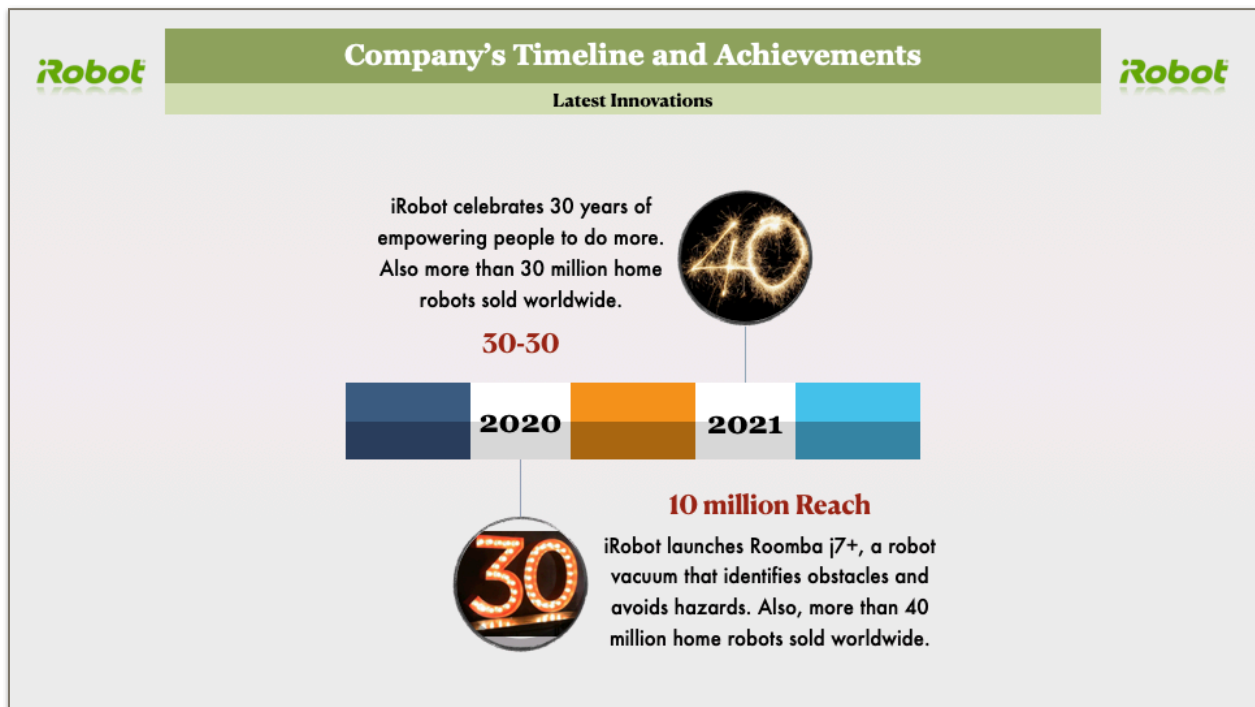 iRobot
Company's Timeline and Achievements
iRobot
Latest Innovations
iRobot celebrates 30 years of
empowering people to do more.
Also more than 30 million home
robots sold worldwide.
40
30-30
2020
2021
10 million Reach
30
iRobot launches Roomba j7+, a robot
vacuum that identifies obstacles and
avoids hazards. Also, more than 40
million home robots sold worldwide.